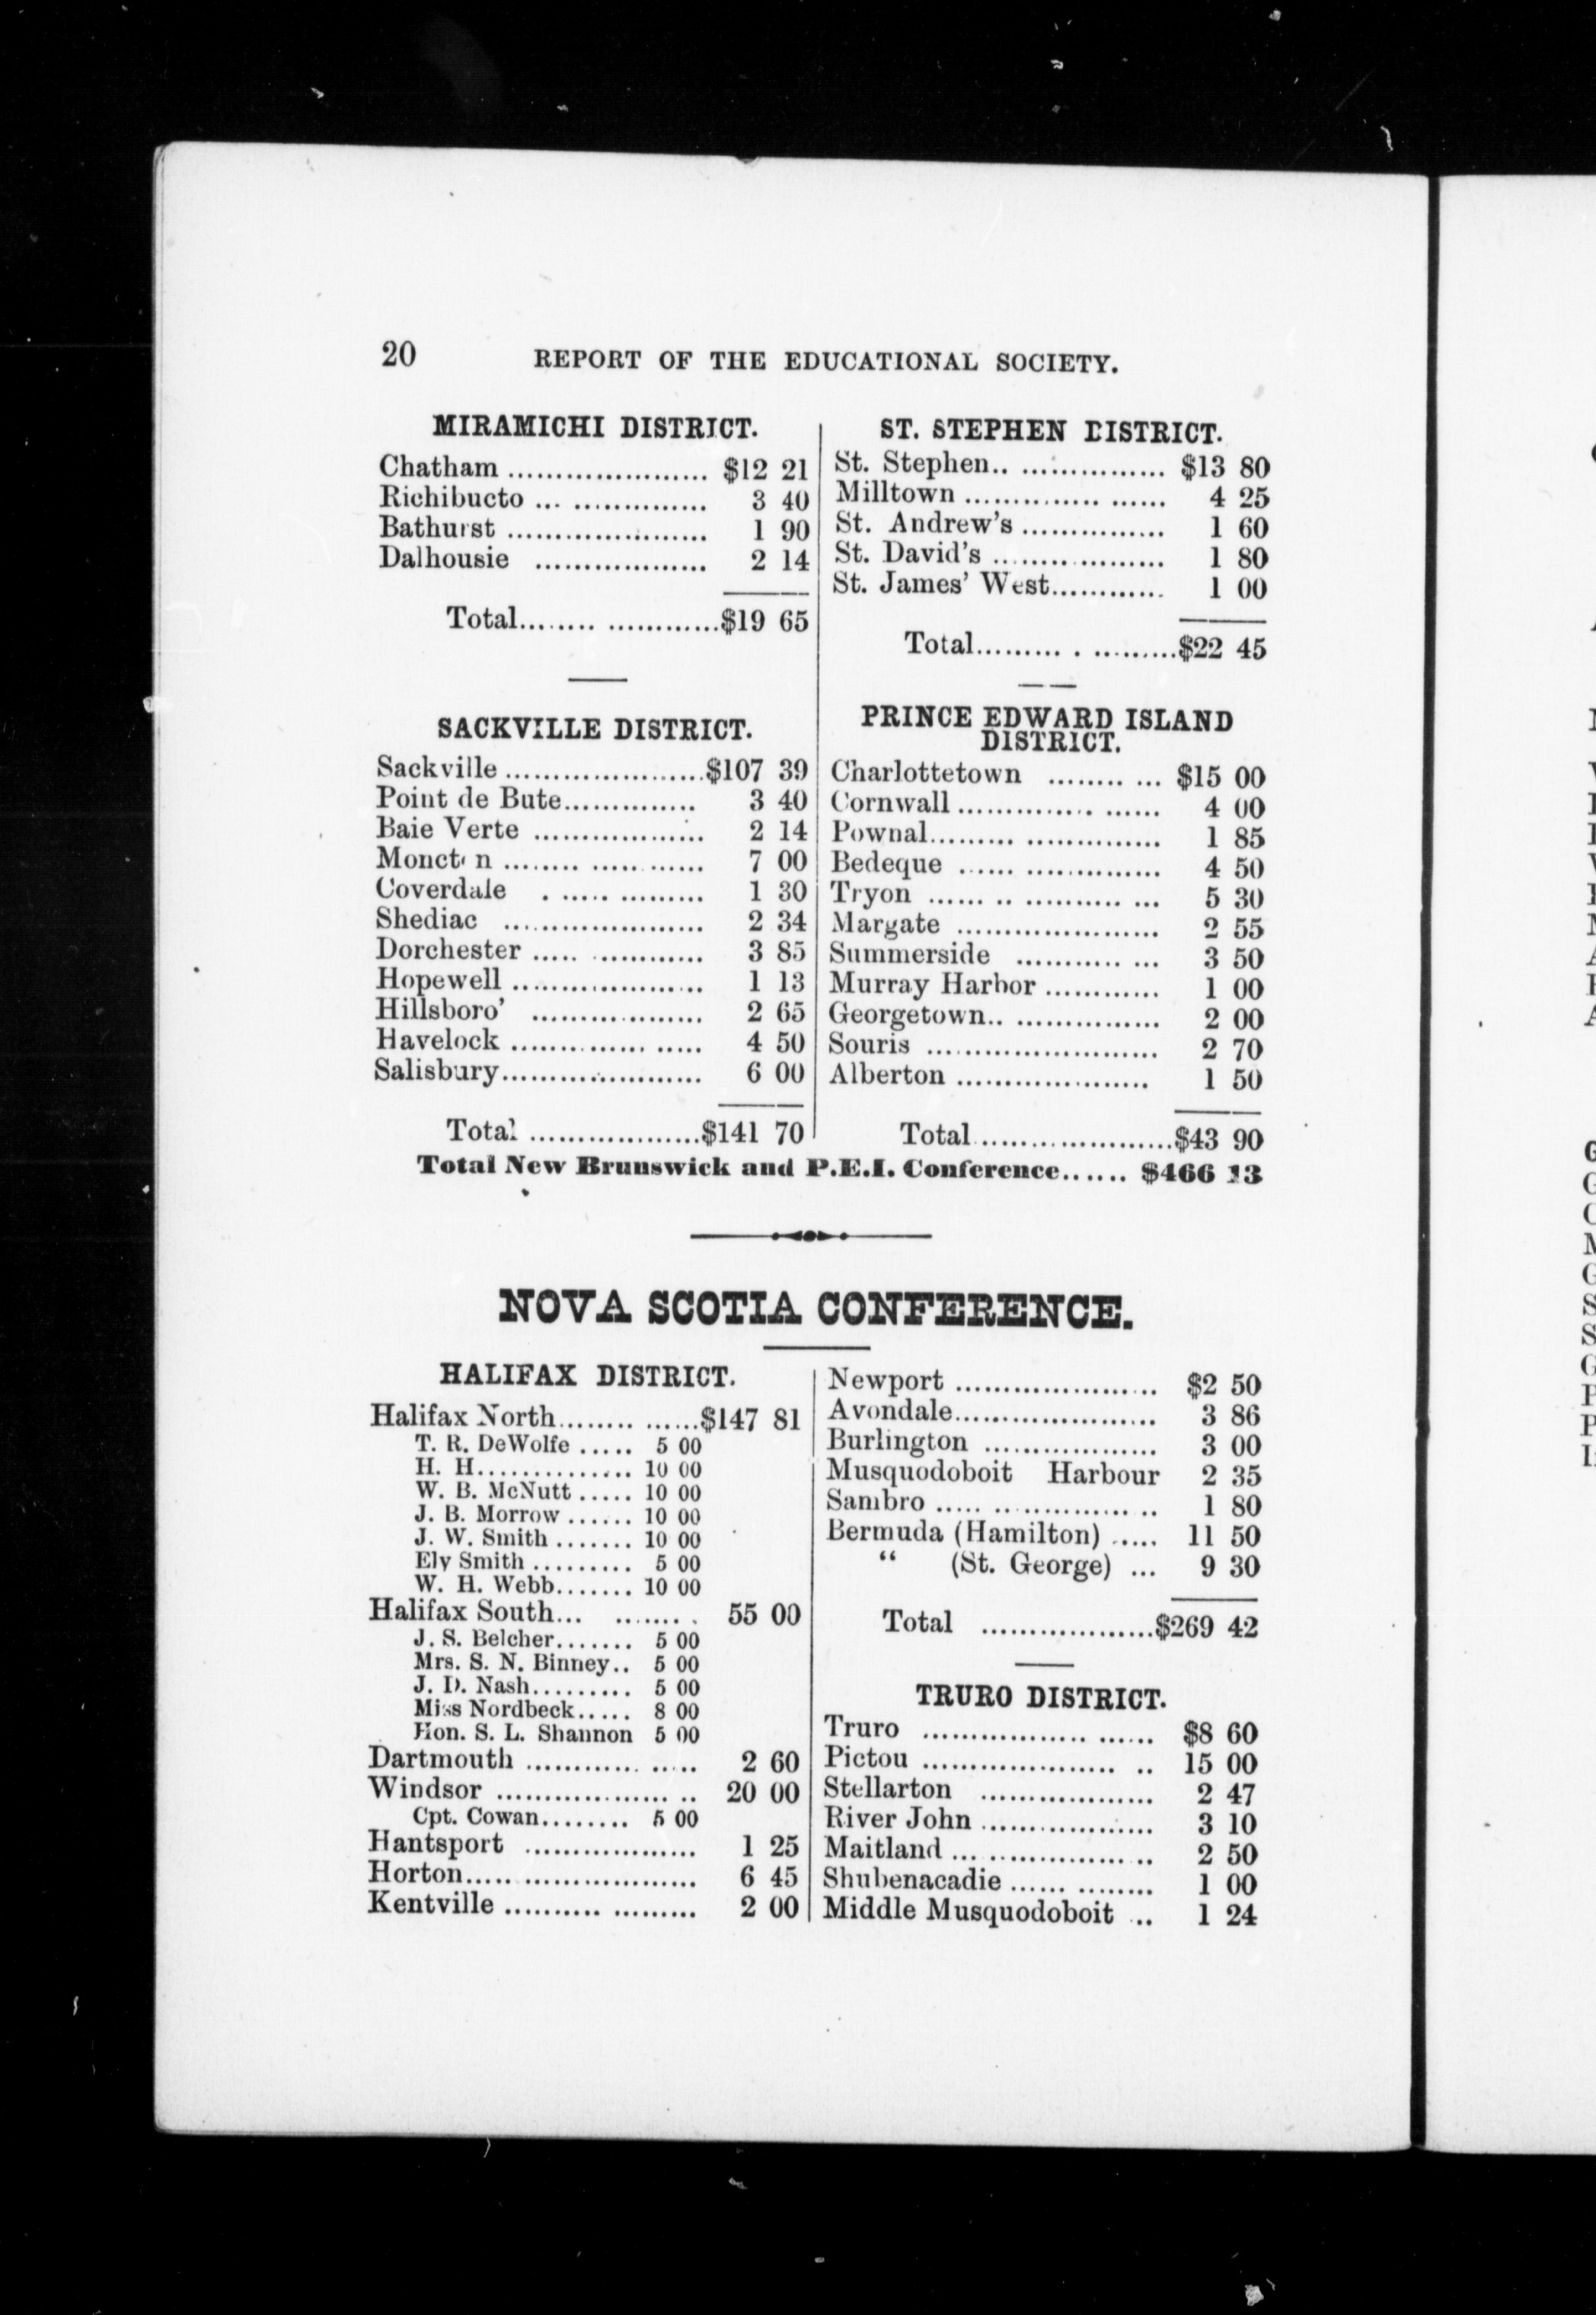 20 REPORT OF THE EDUCATIONAL SOCIETY.
MIRAMICHI DISTRICT.
Chatham ..................... $12 21
Richibucto ... .............. 3 40
Bathurst ..................... 1 90
Dalhousie .................. 2 14
Total........ ............$19 65
SACKVILLE DISTRICT.
Sackville .....................$107 39
Point de Bute.............. 3 40
Baie Verte .................. 2 14
Moncton ........ ...... ...... 7 00
Coverdale . ..... ......... 1 30
Shediac ..................... 2 34
Dorchester ..... ............ 3 85
Hopewell .................... 1 13
Hillsboro' .................. 2 65
Havelock .............. ..... 4 50
Salisbury..................... 6 00
Total ..................$141 70
ST. STEPHEN DISTRICT.
St. Stephen.. ............... $13 80
Milltown .............. ...... 4 25
St. Andrew's ............... 1 60
St. David's .................. 1 80
St. James' West............ 1 00
Total......... . .........$22 45
PRINCE EDWARD ISLAND
DISTRICT.
Charlottetown ........ ... $15 00
Cornwall .............. ...... 4 00
Pownal......... .............. 1 85
Bedeque ...... .............. 4 50
Tryon ...... .. .......... ... 5 30
Margate ..................... 2 55
Summerside ........... ... 3 50
Murray Harbor ............ 1 00
Georgetown.. ............... 2 00
Souris ........................ 2 70
Alberton .................... 1 50
Total.....................$43 90
Total New Brunswick and P.E.I. Conference...... $466 13
NOVA SCOTIA CONFERENCE.
HALIFAX DISTRICT.
Halifax North........ ......$147 81
T. R. DeWolfe ..... 5 00
H. H.............. 10 00
W. B. McNutt ..... 10 00
J. B. Morrow ...... 10 00
J. W. Smith ....... 10 00
Ely Smith ......... 5 00
W. H. Webb....... 10 00
Halifax South... ....... . 55 00
J. S. Belcher....... 5 00
Mrs. S. N. Binney.. 5 00
J. D. Nash......... 5 00
Miss Nordbeck..... 8 00
Hon. S. L. Shannon 5 00
Dartmouth ............ ..... 2 60
Windsor .................. .. 20 00
Cpt. Cowan........ 5 00
Hantsport .................. 1 25
Horton..... .................. 6 45
Kentville .......... ......... 2 00
Newport ..................... $2 50
Avondale..................... 3 86
Burlington .................. 3 00
Musquodoboit Harbour 2 35
Sambro ..... ................. .. 1 80
Bermuda (Hamilton) ..... 11 50
" (St. George) ... 9 30
Total ..................$269 42
TRURO DISTRICT.
Truro ................. ...... $8 60
Pictou .................... .. 15 00
Stellarton .................. 2 47
River John .................. 3 10
Maitland ... ............... .. 2 50
Shubenacadie ...... ........ 1 00
Middle Musquodoboit .. 1 24